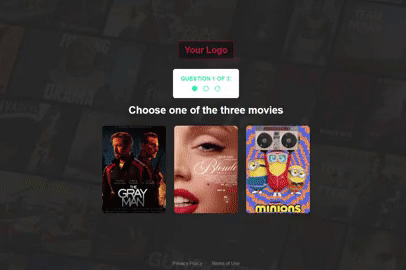 Your Logo
QUESTION 1 OF 3:
Choose one of the three movies
THE
GRAY
MAN
Blonde
MINIONS
Privacy Policy
Terms of Use